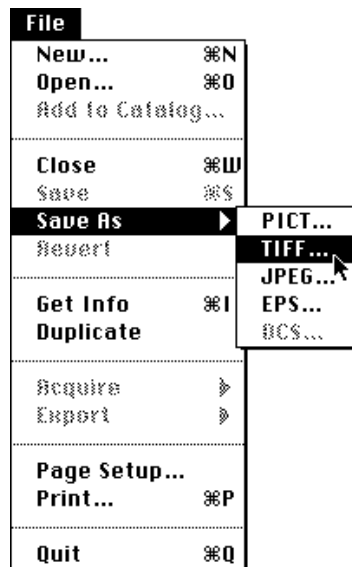 File
New... ⌘N
Open... ⌘O
Add to Catalog...
Close ⌘W
Save ⌘S
Save As
Revert
Get Info ⌘I
Duplicate
Acquire
Export
Page Setup...
Print... ⌘P
Quit ⌘Q
PICT...
TIFF...
JPEG...
EPS...
DCS...